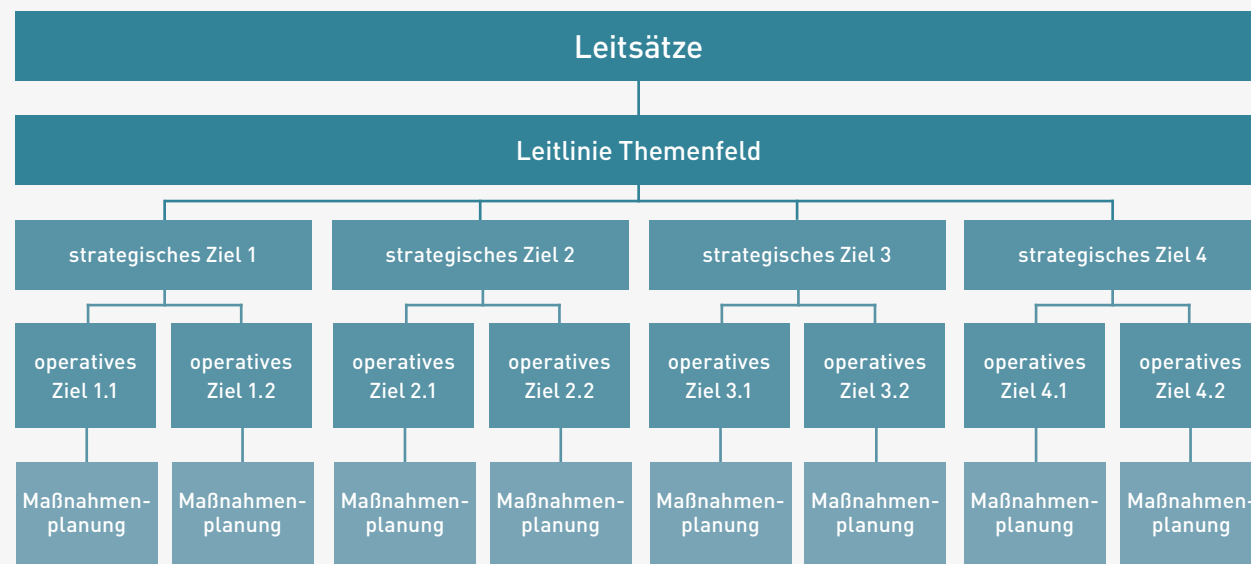 Leitsätze
Leitlinie Themenfeld
strategisches Ziel 1
strategisches Ziel 2
strategisches Ziel 3
strategisches Ziel 4
operatives
Ziel 1.1
operatives
Ziel 1.2
operatives
Ziel 2.1
operatives
Ziel 2.2
operatives
Ziel 3.1
operatives
Ziel 3.2
operatives
Ziel 4.1
operatives
Ziel 4.2
Maßnahmen-
planung
Maßnahmen-
planung
Maßnahmen-
planung
Maßnahmen-
planung
Maßnahmen-
planung
Maßnahmen-
planung
Maßnahmen-
planung
Maßnahmen-
planung